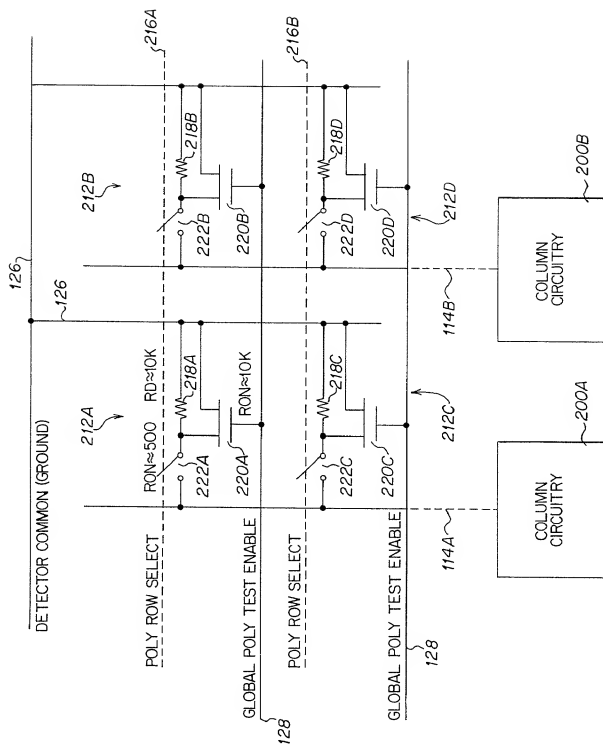 126
DETECTOR COMMON (GROUND)
126
212A
212B
RON≈500
RD≈10K
216A
POLY ROW SELECT
218A
218B
222A
222B
220A
220B
RON≈10K
GLOBAL POLY TEST ENABLE
128
216B
POLY ROW SELECT
218C
218D
222C
222D
220C
220D
GLOBAL POLY TEST ENABLE
128
212C
212D
114A
114B
200A
200B
COLUMN
CIRCUITRY
COLUMN
CIRCUITRY